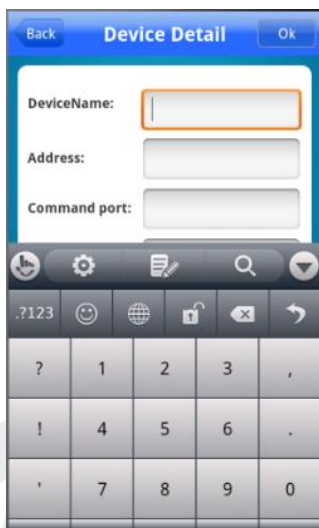 Back Device Detail Ok
DeviceName:
Address:
Command port:
.?123
? 1 2 3 ,
! 4 5 6 .
' 7 8 9 0